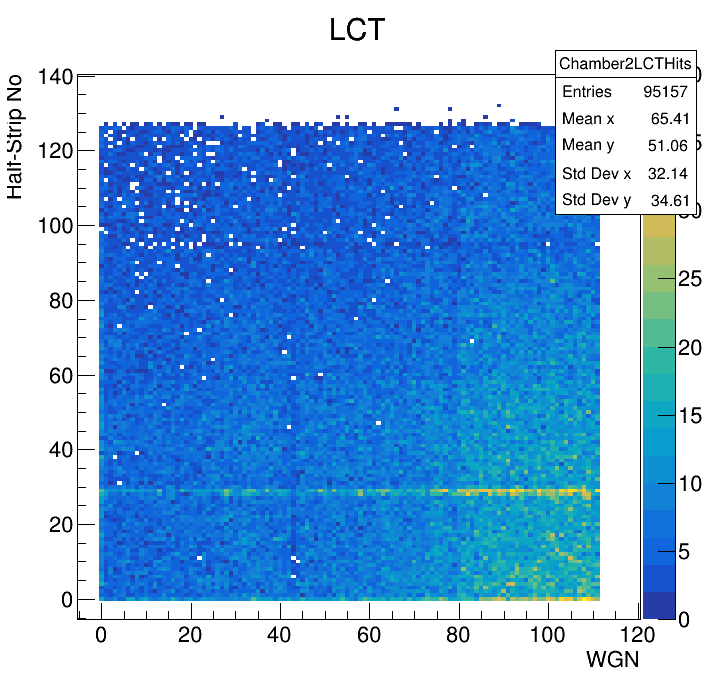 LCT
Half-Strip No
140
120
100
80
60
40
20
0
0 20 40 60 80 100 120
WGN
Chamber2LCTHits
Entries 95157
Mean x 65.41
Mean y 51.06
Std Dev x 32.14
Std Dev y 34.61
25
20
15
10
5
0